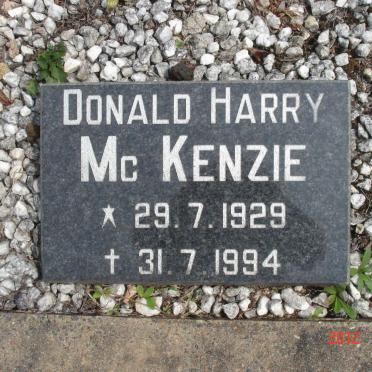 DONALD HARRY
MC KENZIE
* 29.7.1929
† 31.7.1994
2012